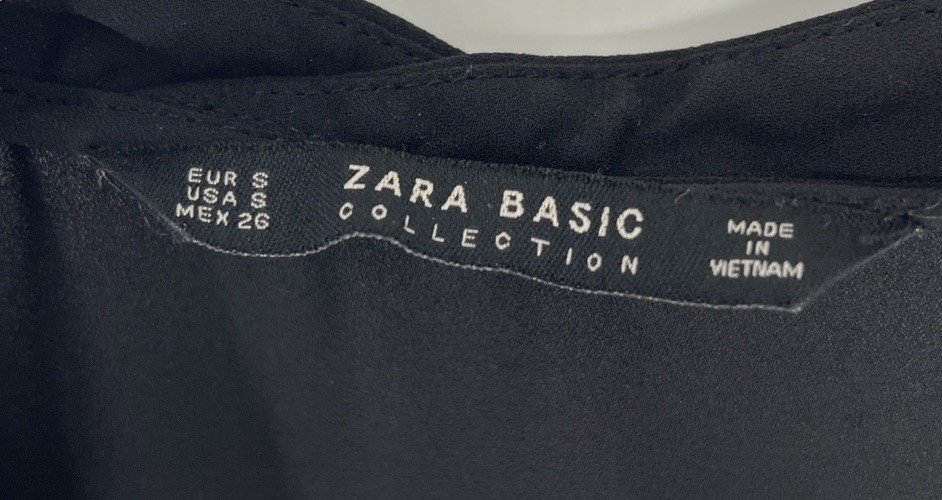 EUR S
USA S
MEX 26
ZARA BASIC
COLLECTION
MADE
IN
VIETNAM